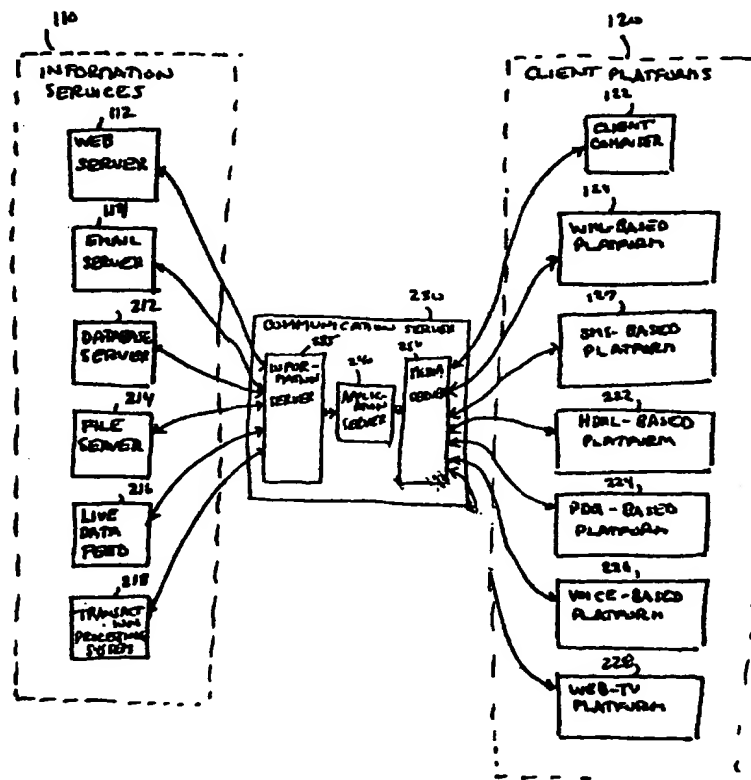 110
INFORMATION
SERVICES
112
WEB
SERVER
114
EMAIL
SERVER
212
DATABASE
SERVER
214
FILE
SERVER
216
LIVE
DATA
FEED
218
TRANSACT
ION
PROCESSING
SYSTEM
COMMUNICATION SERVER
250
235
INFOR-
MATION
SERVER
240
APPLIC-
ATION
SERVER
MEDIA
SERVER
120
CLIENT PLATFORMS
122
CLIENT
COMPUTER
WML-BASED
PLATFORM
127
SMS-BASED
PLATFORM
222
HDML-BASED
PLATFORM
224
PDA-BASED
PLATFORM
226
VOICE-BASED
PLATFORM
228
WEB-TV
PLATFORM